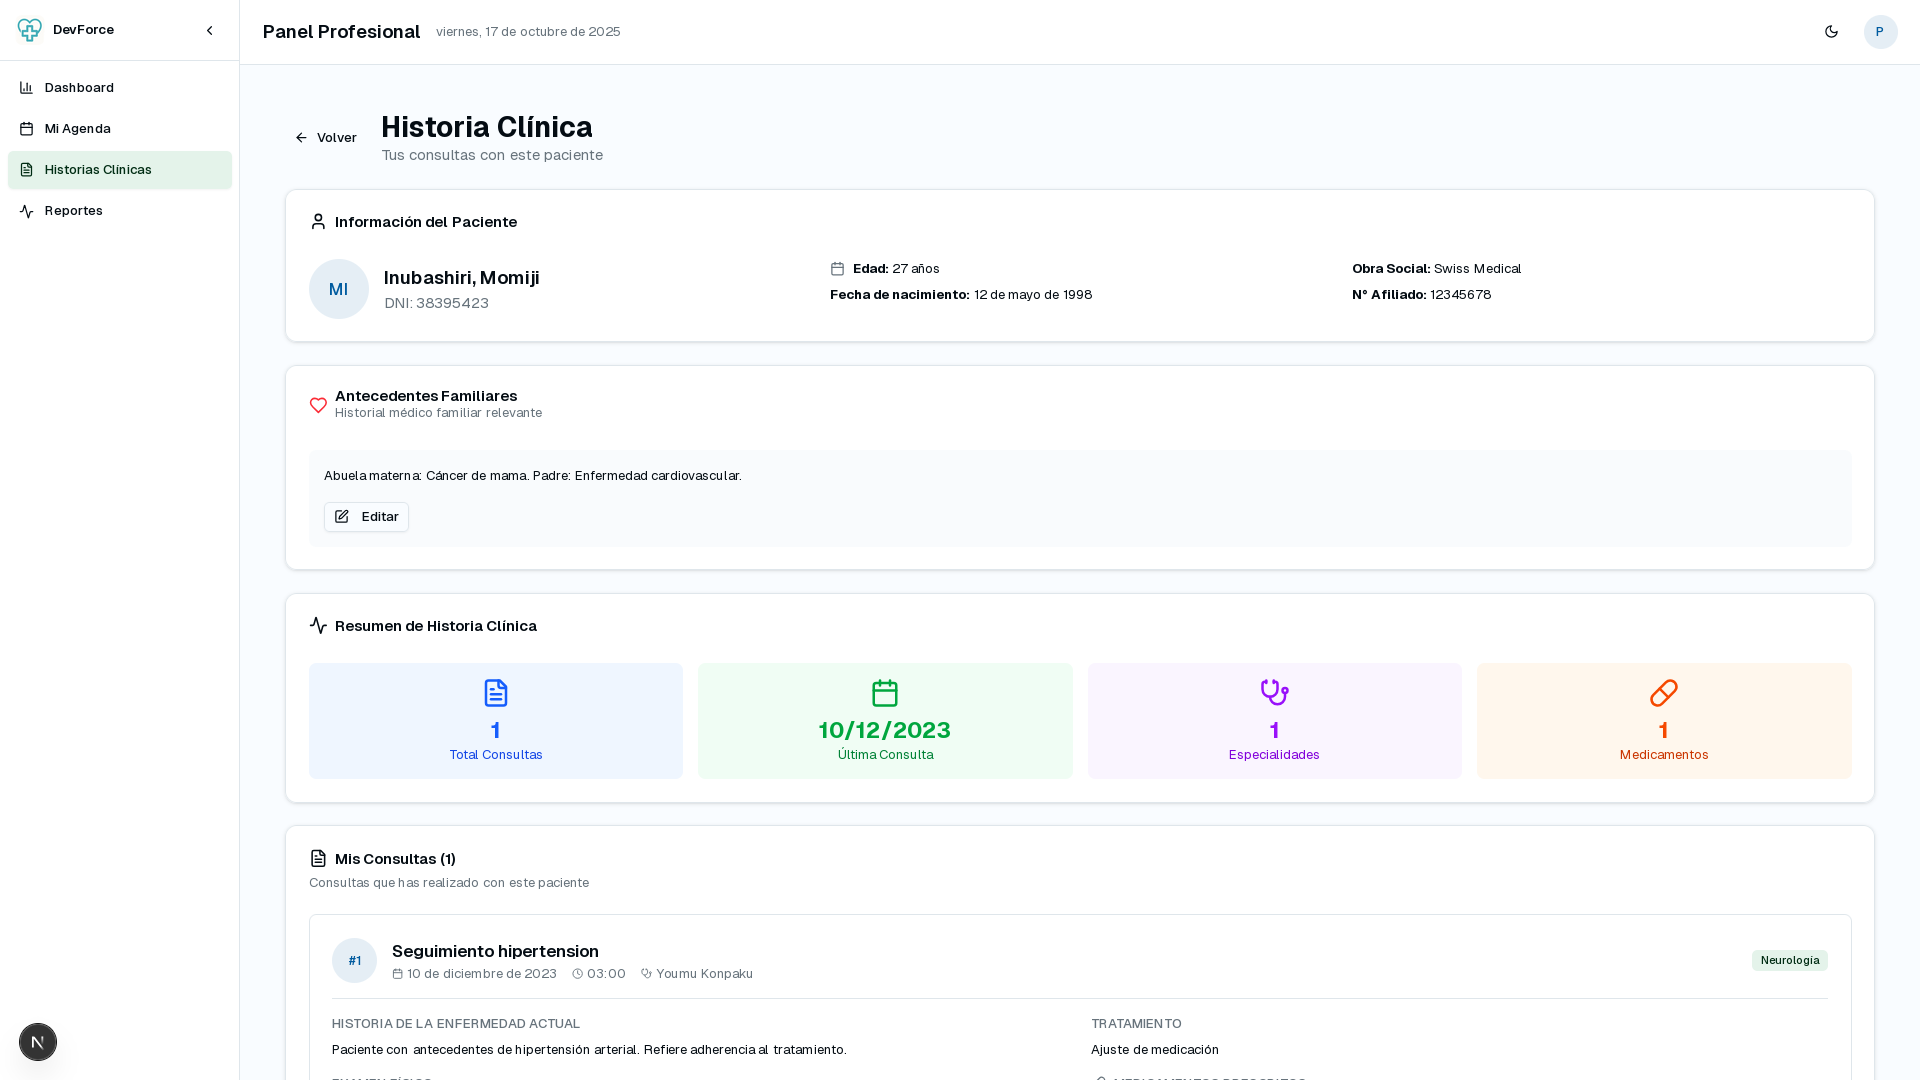 DevForce
Dashboard
Mi Agenda
Historias Clínicas
Reportes
Panel Profesional
viernes, 17 de octubre de 2025
P
Volver
Historia Clínica
Tus consultas con este paciente
Información del Paciente
MI
Inubashiri, Momiji
DNI: 38395423
Edad: 27 años
Fecha de nacimiento: 12 de mayo de 1998
Obra Social: Swiss Medical
N° Afiliado: 12345678
Antecedentes Familiares
Historial médico familiar relevante
Abuela materna: Cáncer de mama. Padre: Enfermedad cardiovascular.
Editar
Resumen de Historia Clínica
1
Total Consultas
10/12/2023
Última Consulta
1
Especialidades
1
Medicamentos
Mis Consultas (1)
Consultas que has realizado con este paciente
#1
Seguimiento hipertension
10 de diciembre de 2023
03:00
Youmu Konpaku
Neurología
HISTORIA DE LA ENFERMEDAD ACTUAL
Paciente con antecedentes de hipertensión arterial. Refiere adherencia al tratamiento.
TRATAMIENTO
Ajuste de medicación
N